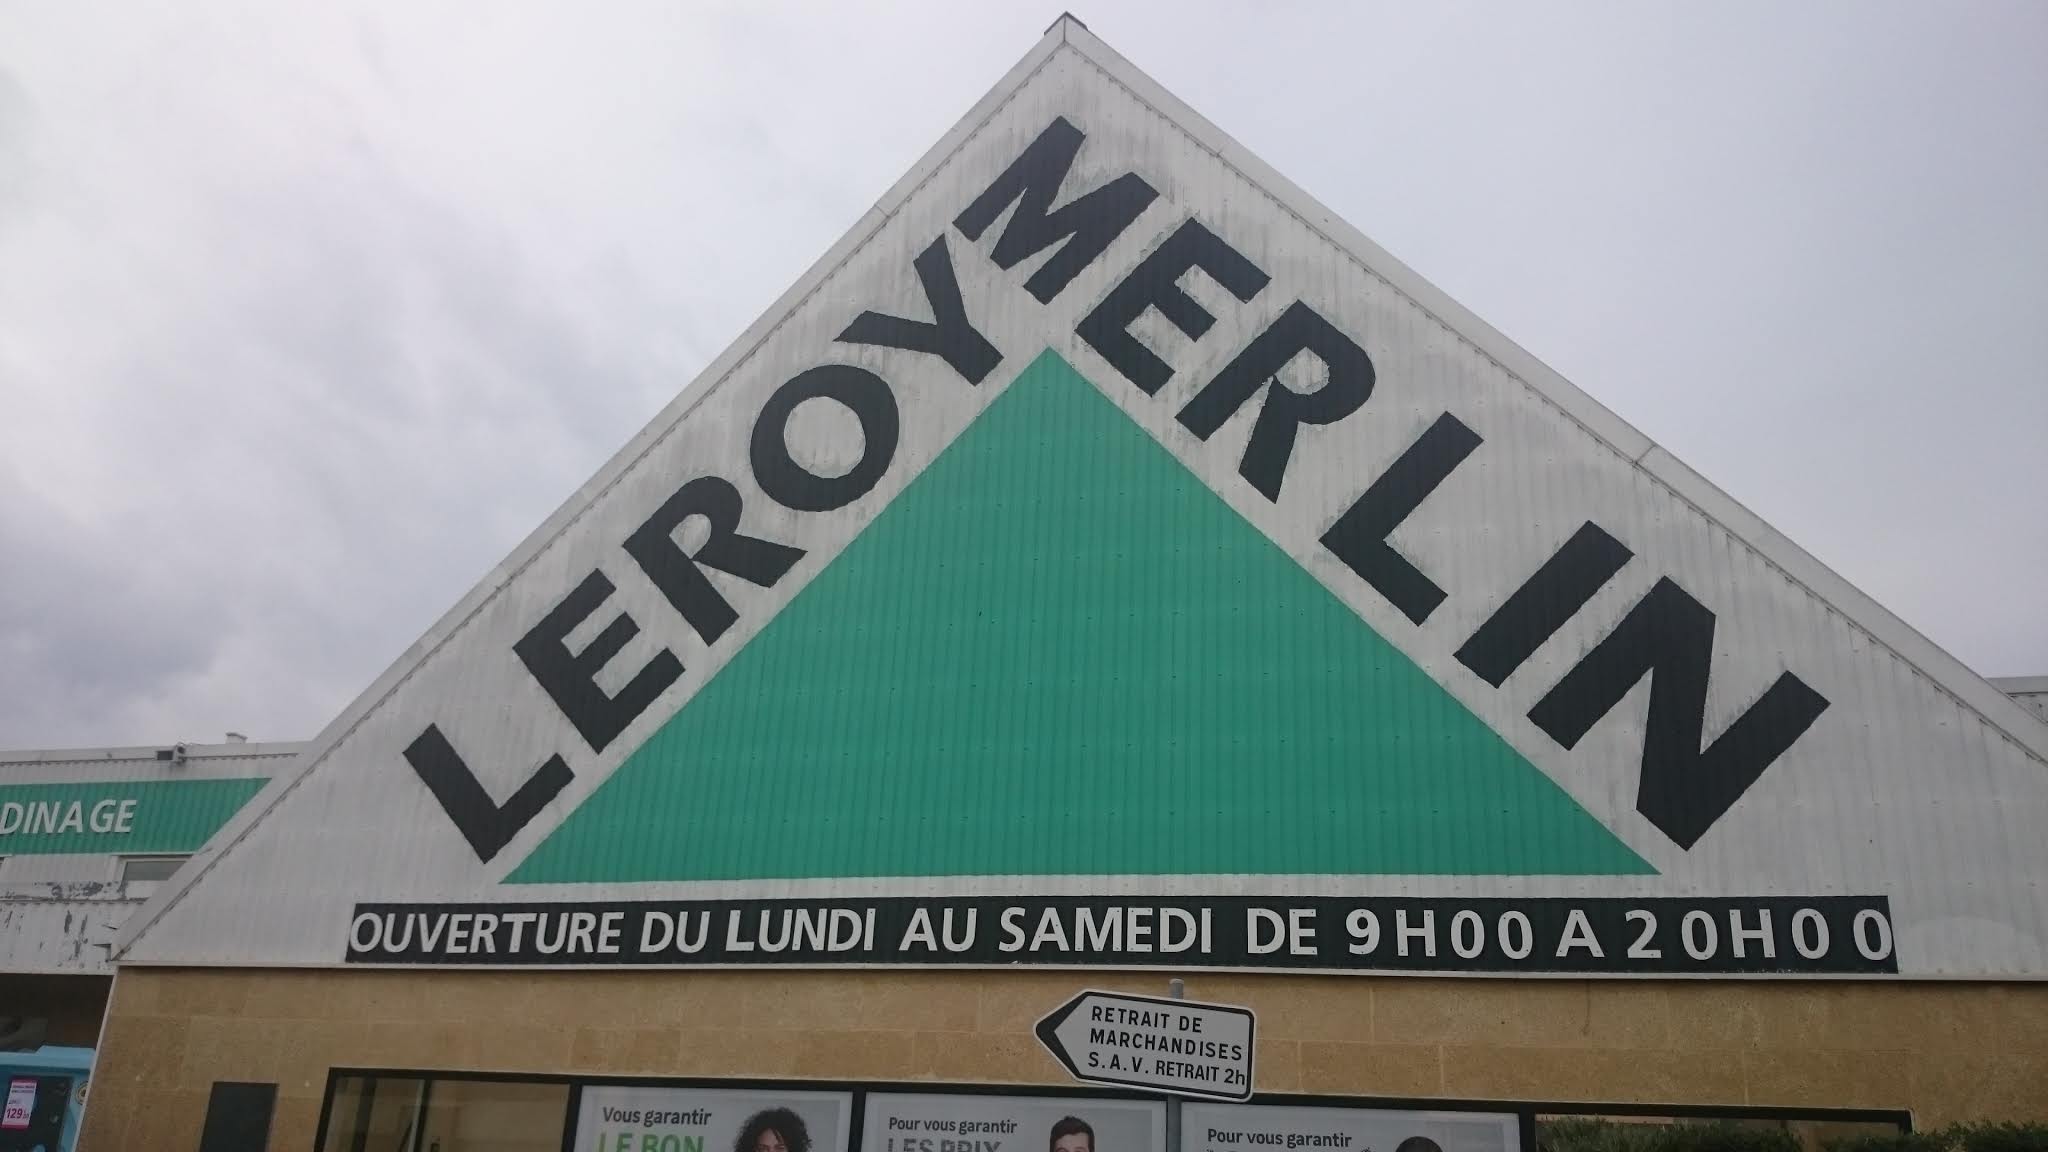 LEROY MERLIN
DINAGE
OUVERTURE DU LUNDI AU SAMEDI DE 9H00 A 20H00
RETRAIT DE
MARCHANDISES
S.A.V. RETRAIT 2h
129
Vous garantir
LE BON
Pour vous garantir
LES PRIX
Pour vous garantir